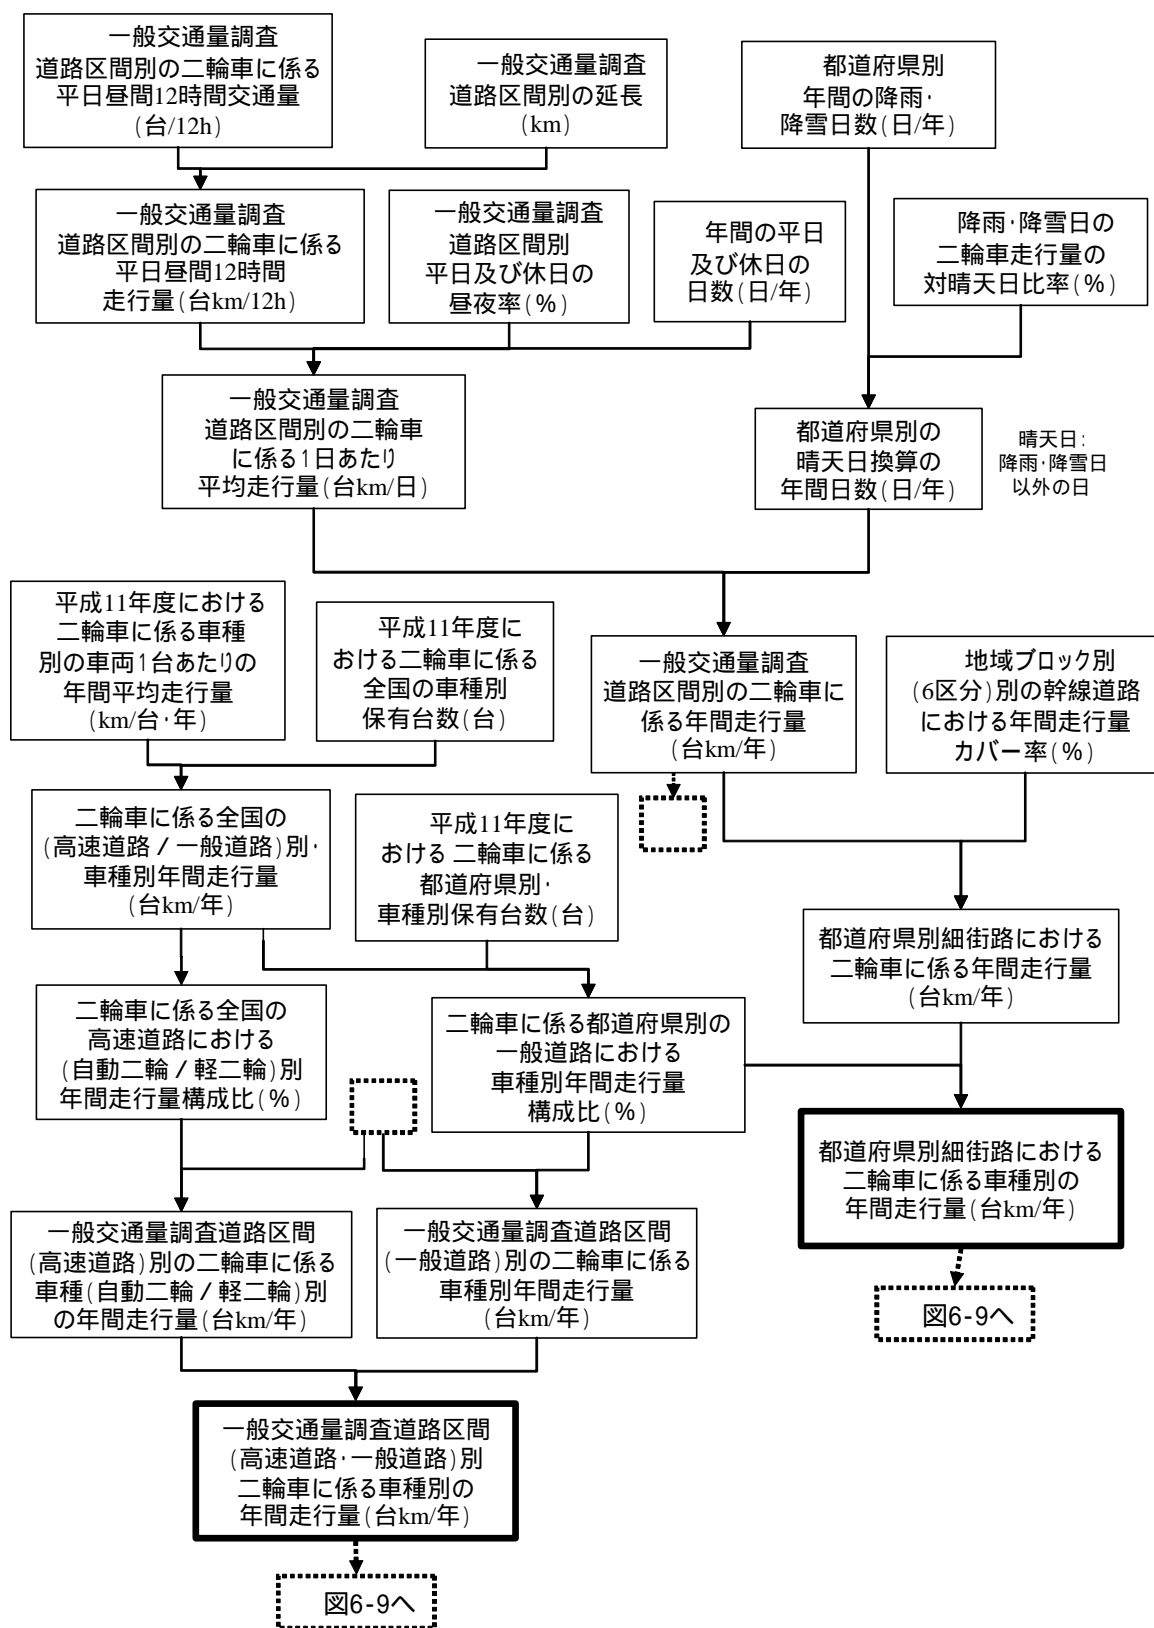 一般交通量調査
道路区間別の二輪車に係る
平日昼間12時間交通量
(台/12h)
一般交通量調査
道路区間別の延長
(km)
都道府県別
年間の降雨・
降雪日数(日/年)
一般交通量調査
道路区間別の二輪車に係る
平日昼間12時間
走行量(台km/12h)
一般交通量調査
道路区間別
平日及び休日の
昼夜率(%)
年間の平日
及び休日の
日数(日/年)
降雨・降雪日の
二輪車走行量の
対晴天日比率(%)
一般交通量調査
道路区間別の二輪車
に係る1日あたり
平均走行量(台km/日)
都道府県別の
晴天日換算の
年間日数(日/年)
晴天日:
降雨・降雪日
以外の日
平成11年度における
二輪車に係る車種
別の車両1台あたりの
年間平均走行量
(km/台・年)
平成11年度に
おける二輪車に係る
全国の車種別
保有台数(台)
一般交通量調査
道路区間別の二輪車に
係る年間走行量
(台km/年)
地域ブロック別
(6区分)別の幹線道路
における年間走行量
カバー率(%)
二輪車に係る全国の
(高速道路/一般道路)別・
車種別年間走行量
(台km/年)
平成11年度に
おける二輪車に係る
都道府県別・
車種別保有台数(台)
都道府県別細街路における
二輪車に係る年間走行量
(台km/年)
二輪車に係る全国の
高速道路における
(自動二輪/軽二輪)別
年間走行量構成比(%)
二輪車に係る都道府県別の
一般道路における
車種別年間走行量
構成比(%)
都道府県別細街路における
二輪車に係る車種別の
年間走行量(台km/年)
一般交通量調査道路区間
(高速道路)別の二輪車に係る
車種(自動二輪/軽二輪)別
の年間走行量(台km/年)
一般交通量調査道路区間
(一般道路)別の二輪車に係る
車種別年間走行量
(台km/年)
図6-9へ
一般交通量調査道路区間
(高速道路・一般道路)別
二輪車に係る車種別の
年間走行量(台km/年)
図6-9へ